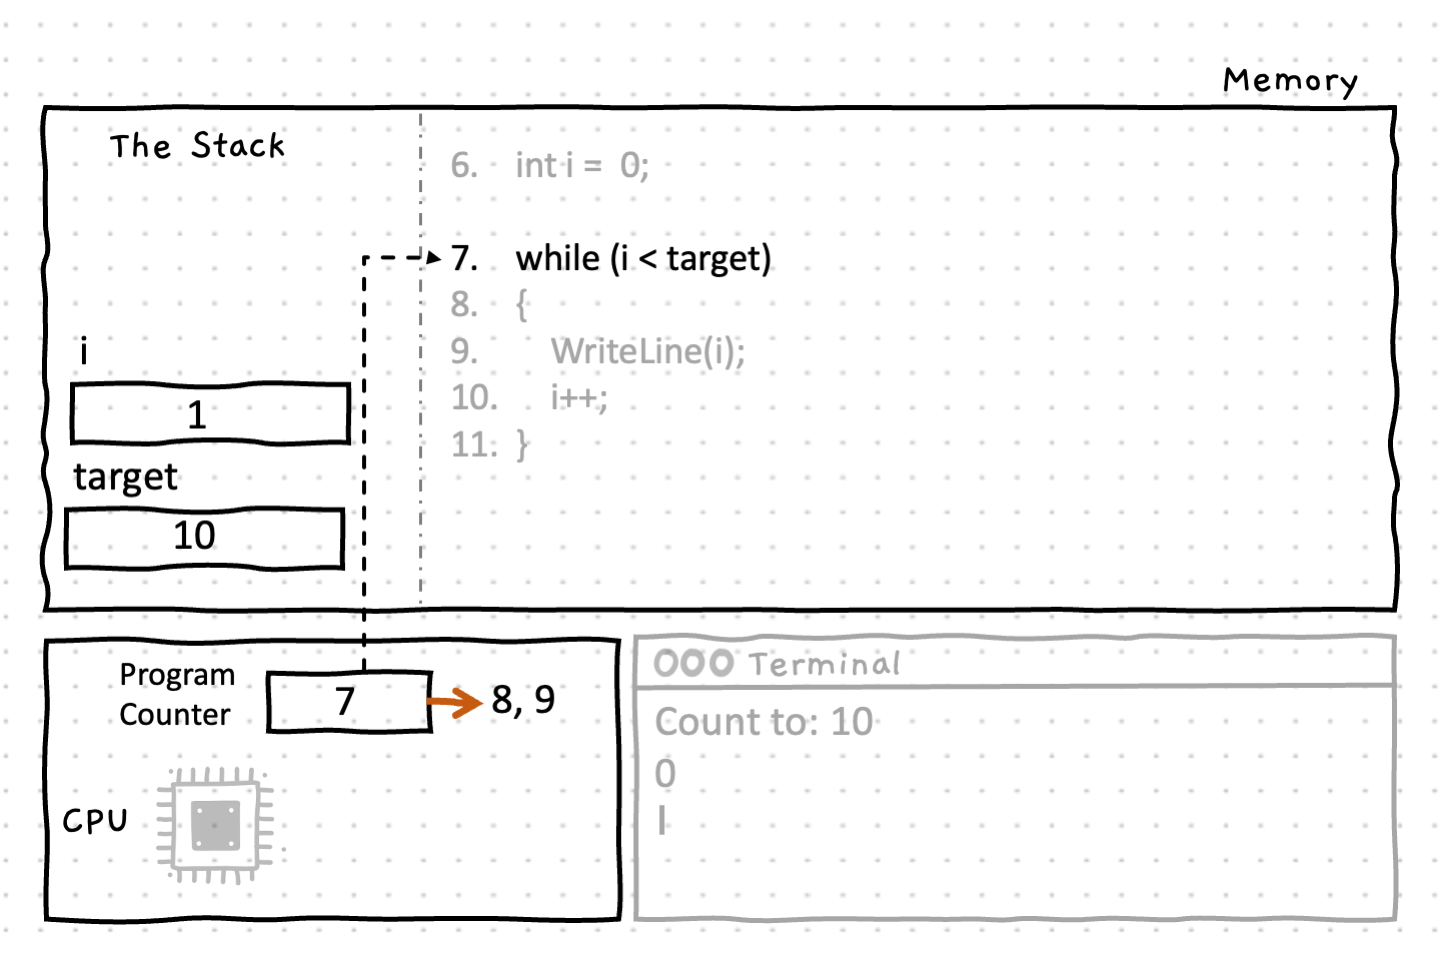 Memory
The Stack
6. int i = 0;
7. while (i < target)
8. {
9. WriteLine(i);
10. i++;
11. }
i
1
target
10
Program
Counter
7
8, 9
CPU
Terminal
Count to: 10
0